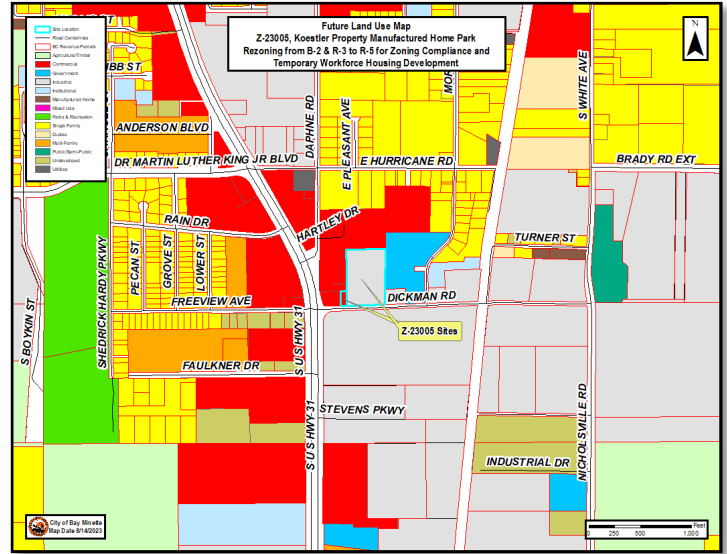 Future Land Use Map
Z-23005, Koestler Property Manufactured Home Park
Rezoning from B-2 & R-3 to R-5 for Zoning Compliance and
Temporary Workforce Housing Development
Site Location
Road Centerlines
BC Revenue Parcels
Agriculture/Timber
Commercial
Government
Industrial
Institutional
Manufactured Home
Mixed Use
Parks & Recreation
Single Family
Duplex
Multi-Family
Public/Semi-Public
Undeveloped
Utilities
N
BB ST
ANDERSON BLVD
DAPHNE RD
E PLEASANT AVE
MOR
S WHITE AVE
DR MARTIN LUTHER KING JR BLVD
E HURRICANE RD
BRADY RD EXT
RAIN DR
HARTLEY DR
TURNER ST
S BOYKIN ST
SHEDRICK HARDY PKWY
PECAN ST
GROVE ST
LOWER ST
FREEVIEW AVE
DICKMAN RD
S U S HWY 31
Z-23005 Sites
FAULKNER DR
STEVENS PKWY
S U S HWY 31
NICHOLSVILLE RD
INDUSTRIAL DR
City of Bay Minette
Map Date 8/14/2023
Feet
0 250 500 1,000